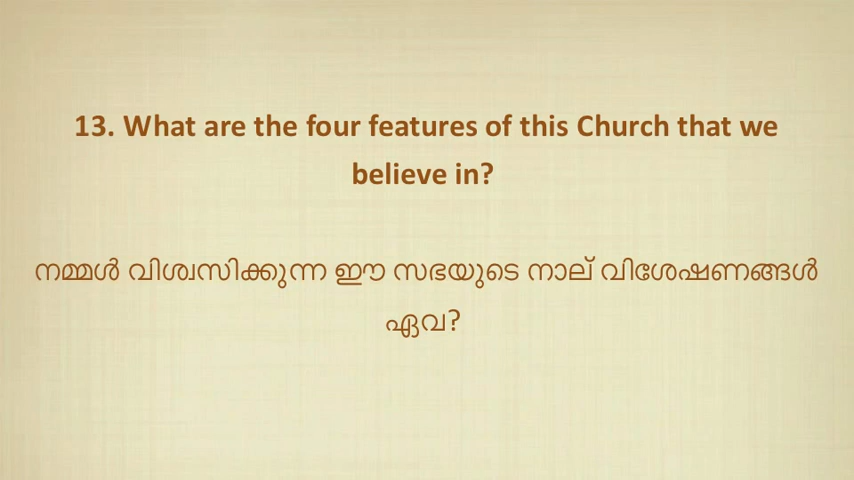 13. What are the four features of this Church that we
believe in?
നമ്മൾ വിശ്വസിക്കുന്ന ഈ സഭയുടെ നാല് വിശേഷണങ്ങൾ
ഏവ?